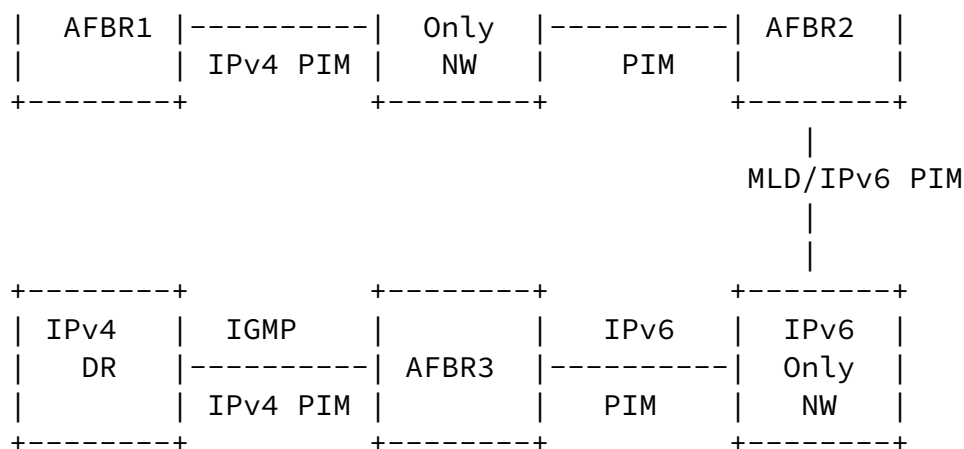 |  AFBR1 |----------|  Only  |----------| AFBR2  |
|        | IPv4 PIM |   NW   |    PIM   |        |
+--------+          +--------+          +--------+
                                            |
                                         MLD/IPv6 PIM
                                            |
                                            |
+--------+          +--------+          +--------+
| IPv4   |  IGMP    |        |   IPv6   |  IPv6  |
|   DR   |----------| AFBR3  |----------|  Only  |
|        | IPv4 PIM |        |   PIM    |   NW   |
+--------+          +--------+          +--------+